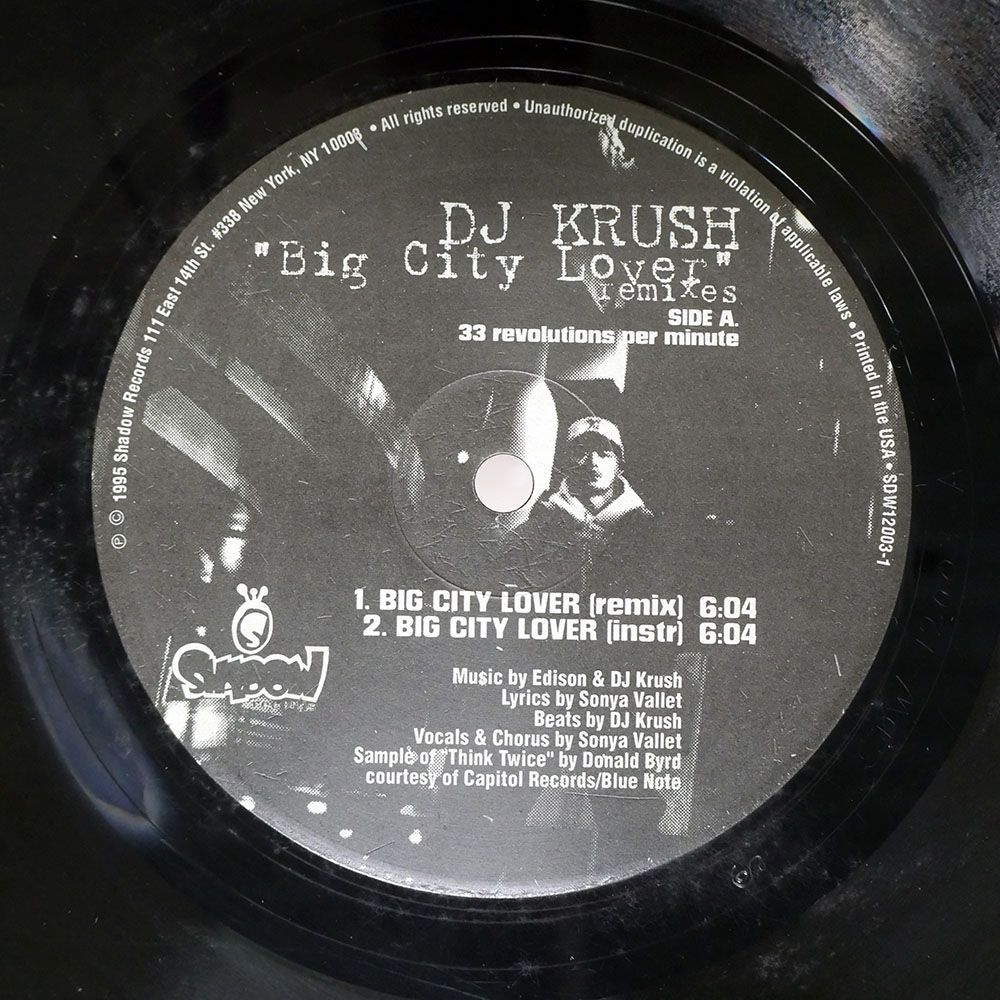 ℗ © 1995 Shadow Records 111 East 14th St. #338 New York, NY 10003 • All rights reserved • Unauthorized duplication is a violation of applicable laws • Printed in the USA • SDW12003-1
DJ KRUSH
"Big City Lover"
remixes
SIDE A.
33 revolutions per minute
1. BIG CITY LOVER (remix) 6:04
2. BIG CITY LOVER (instr) 6:04
S
SHADOW
Music by Edison & DJ Krush
Lyrics by Sonya Vallet
Beats by DJ Krush
Vocals & Chorus by Sonya Vallet
Sample of "Think Twice" by Donald Byrd
courtesy of Capitol Records/Blue Note